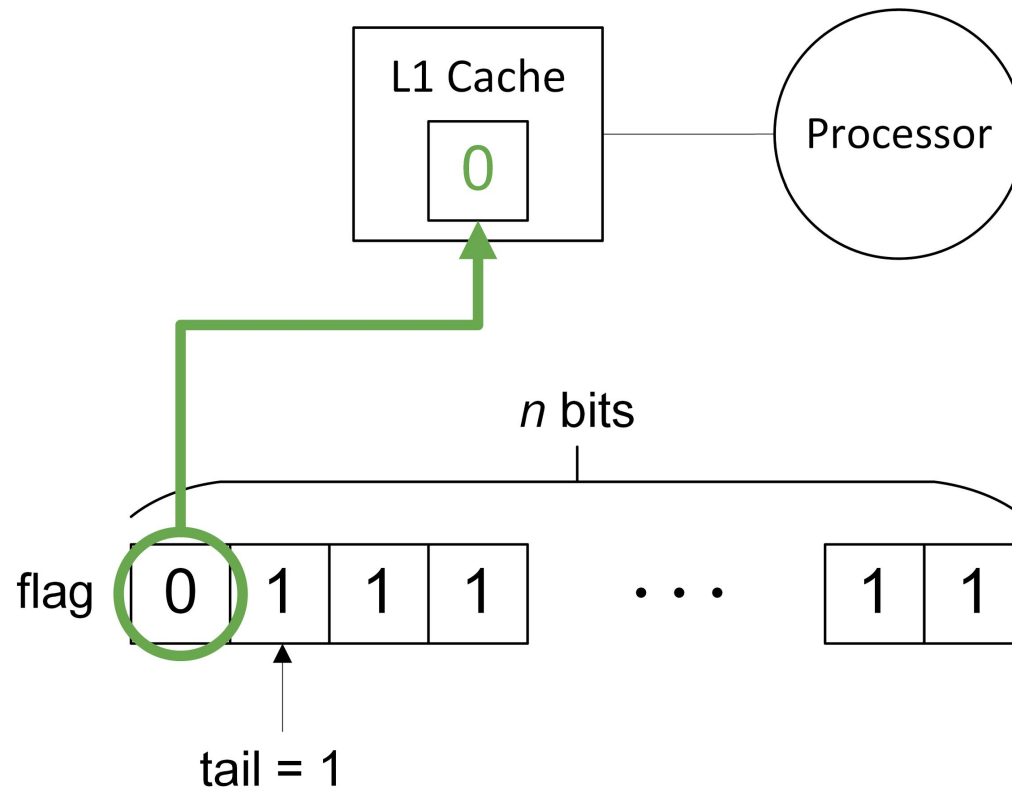 L1 Cache
0
Processor
n bits
flag 0 1 1 1 ··· 1 1
tail = 1